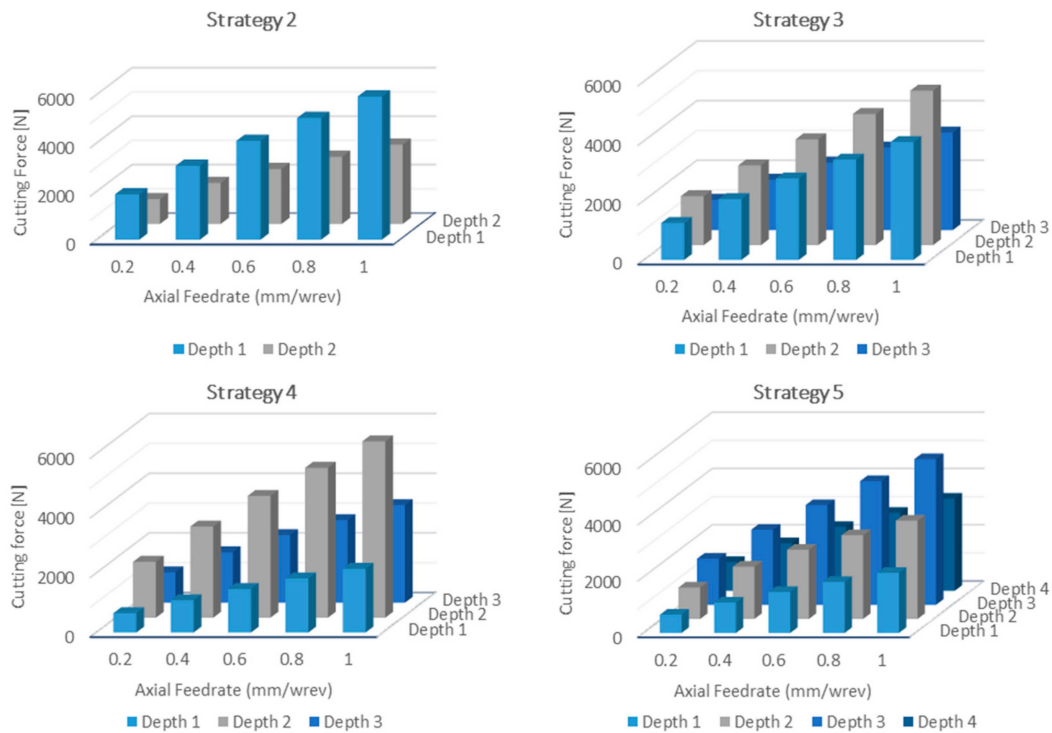 Strategy 2
Cutting Force [N]
6000
4000
2000
0
0.2 0.4 0.6 0.8 1
Depth 2
Depth 1
Axial Feedrate (mm/wrev)
Depth 1 Depth 2
Strategy 3
Cutting Force [N]
6000
4000
2000
0
0.2 0.4 0.6 0.8 1
Depth 3
Depth 2
Depth 1
Axial Feedrate (mm/wrev)
Depth 1 Depth 2 Depth 3
Strategy 4
Cutting force [N]
6000
4000
2000
0
0.2 0.4 0.6 0.8 1
Depth 3
Depth 2
Depth 1
Axial Feedrate (mm/wrev)
Depth 1 Depth 2 Depth 3
Strategy 5
Cutting force [N]
6000
4000
2000
0
0.2 0.4 0.6 0.8 1
Depth 4
Depth 3
Depth 2
Depth 1
Axial Feedrate (mm/wrev)
Depth 1 Depth 2 Depth 3 Depth 4